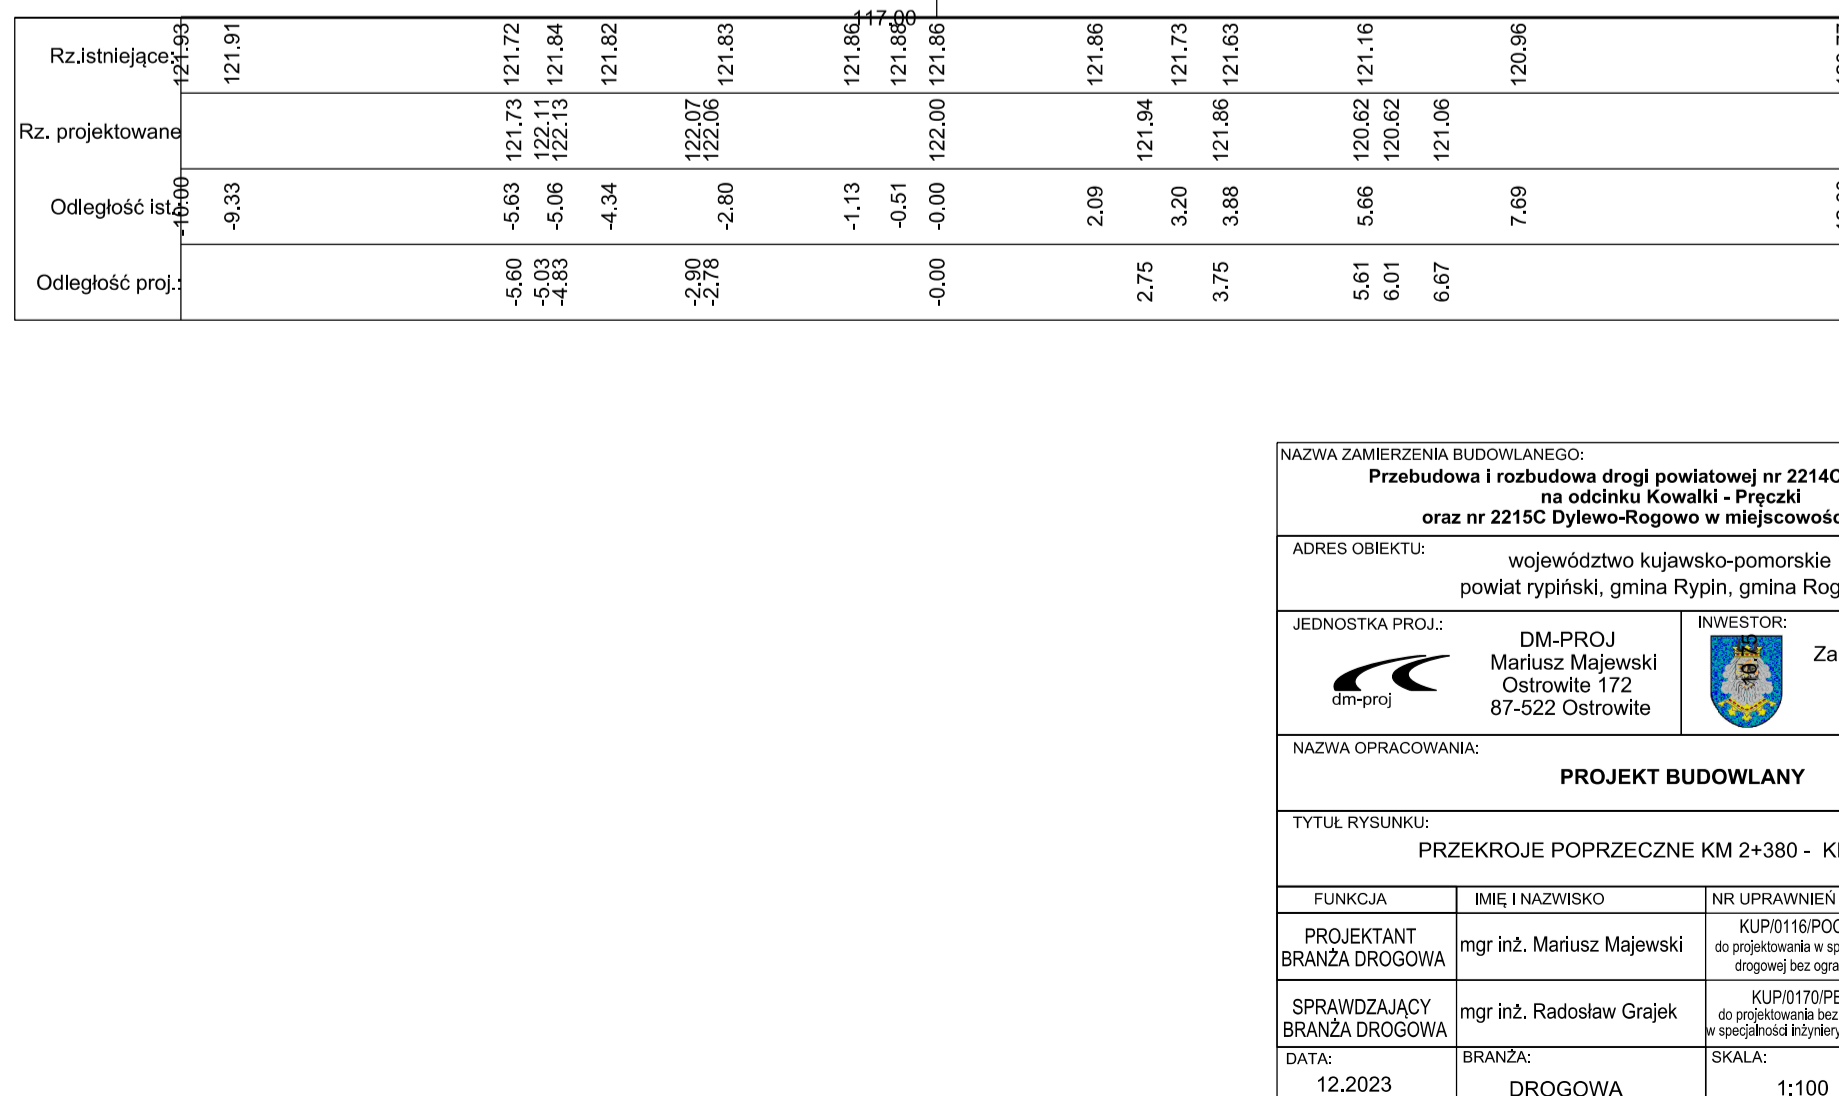 117.00
Rz.istniejące: 121.93 121.91 121.72 121.84 121.82 121.83 121.86 121.88 121.86 121.86 121.73 121.63 121.16 120.96
Rz. projektowane 121.73 122.11 122.13 122.07 122.06 122.00 121.94 121.86 120.62 120.62 121.06
Odległość ist.: -10.00 -9.33 -5.63 -5.06 -4.34 -2.80 -1.13 -0.51 -0.00 2.09 3.20 3.88 5.66 7.69
Odległość proj.: -5.60 -5.03 -4.83 -2.90 -2.78 -0.00 2.75 3.75 5.61 6.01 6.67
NAZWA ZAMIERZENIA BUDOWLANEGO:
Przebudowa i rozbudowa drogi powiatowej nr 2214C
na odcinku Kowalki - Pręczki
oraz nr 2215C Dylewo-Rogowo w miejscowośc
ADRES OBIEKTU:
województwo kujawsko-pomorskie
powiat rypiński, gmina Rypin, gmina Rog
JEDNOSTKA PROJ.:
dm-proj
DM-PROJ
Mariusz Majewski
Ostrowite 172
87-522 Ostrowite
INWESTOR:
Za
NAZWA OPRACOWANIA:
PROJEKT BUDOWLANY
TYTUŁ RYSUNKU:
PRZEKROJE POPRZECZNE KM 2+380 - K
FUNKCJA IMIĘ I NAZWISKO NR UPRAWNIEŃ
PROJEKTANT
BRANŻA DROGOWA
mgr inż. Mariusz Majewski
KUP/0116/POO
do projektowania w sp
drogowej bez ogra
SPRAWDZAJĄCY
BRANŻA DROGOWA
mgr inż. Radosław Grajek
KUP/0170/PB
do projektowania bez
w specjalności inżyniery
DATA:
12.2023
BRANŻA:
DROGOWA
SKALA:
1:100